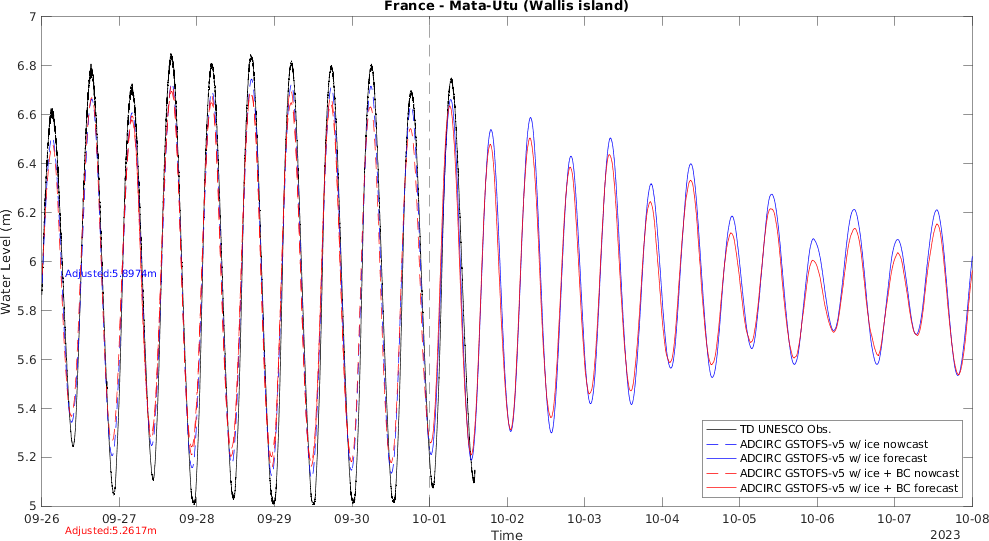 France - Mata-Utu (Wallis island)
7
6.8
6.6
6.4
6.2
6
5.8
5.6
5.4
5.2
5
Water Level (m)
Adjusted:5.8974m
Adjusted:5.2617m
TD UNESCO Obs.
ADCIRC GSTOFS-v5 w/ ice nowcast
ADCIRC GSTOFS-v5 w/ ice forecast
ADCIRC GSTOFS-v5 w/ ice + BC nowcast
ADCIRC GSTOFS-v5 w/ ice + BC forecast
09-26 09-27 09-28 09-29 09-30 10-01 10-02 10-03 10-04 10-05 10-06 10-07 10-08
Time
2023